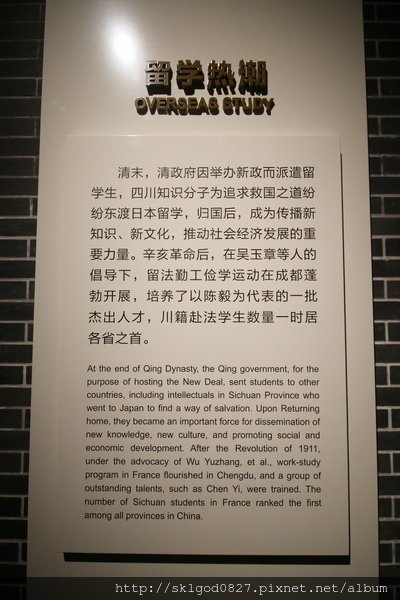 留学热潮
OVERSEAS STUDY
清末，清政府因举办新政而派遣留
学生，四川知识分子为追求救国之道纷
纷东渡日本留学，归国后，成为传播新
知识、新文化，推动社会经济发展的重
要力量。辛亥革命后，在吴玉章等人的
倡导下，留法勤工俭学运动在成都蓬
勃开展，培养了以陈毅为代表的一批
杰出人才，川籍赴法学生数量一时居
各省之首。
At the end of Qing Dynasty, the Qing government, for the
purpose of hosting the New Deal, sent students to other
countries, including intellectuals in Sichuan Province who
went to Japan to find a way of salvation. Upon Returning
home, they became an important force for dissemination of
new knowledge, new culture, and promoting social and
economic development. After the Revolution of 1911,
under the advocacy of Wu Yuzhang, et al., work-study
program in France flourished in Chengdu, and a group of
outstanding talents, such as Chen Yi, were trained. The
number of Sichuan students in France ranked the first
among all provinces in China.
http://sklgod0827.pixnet.net/album